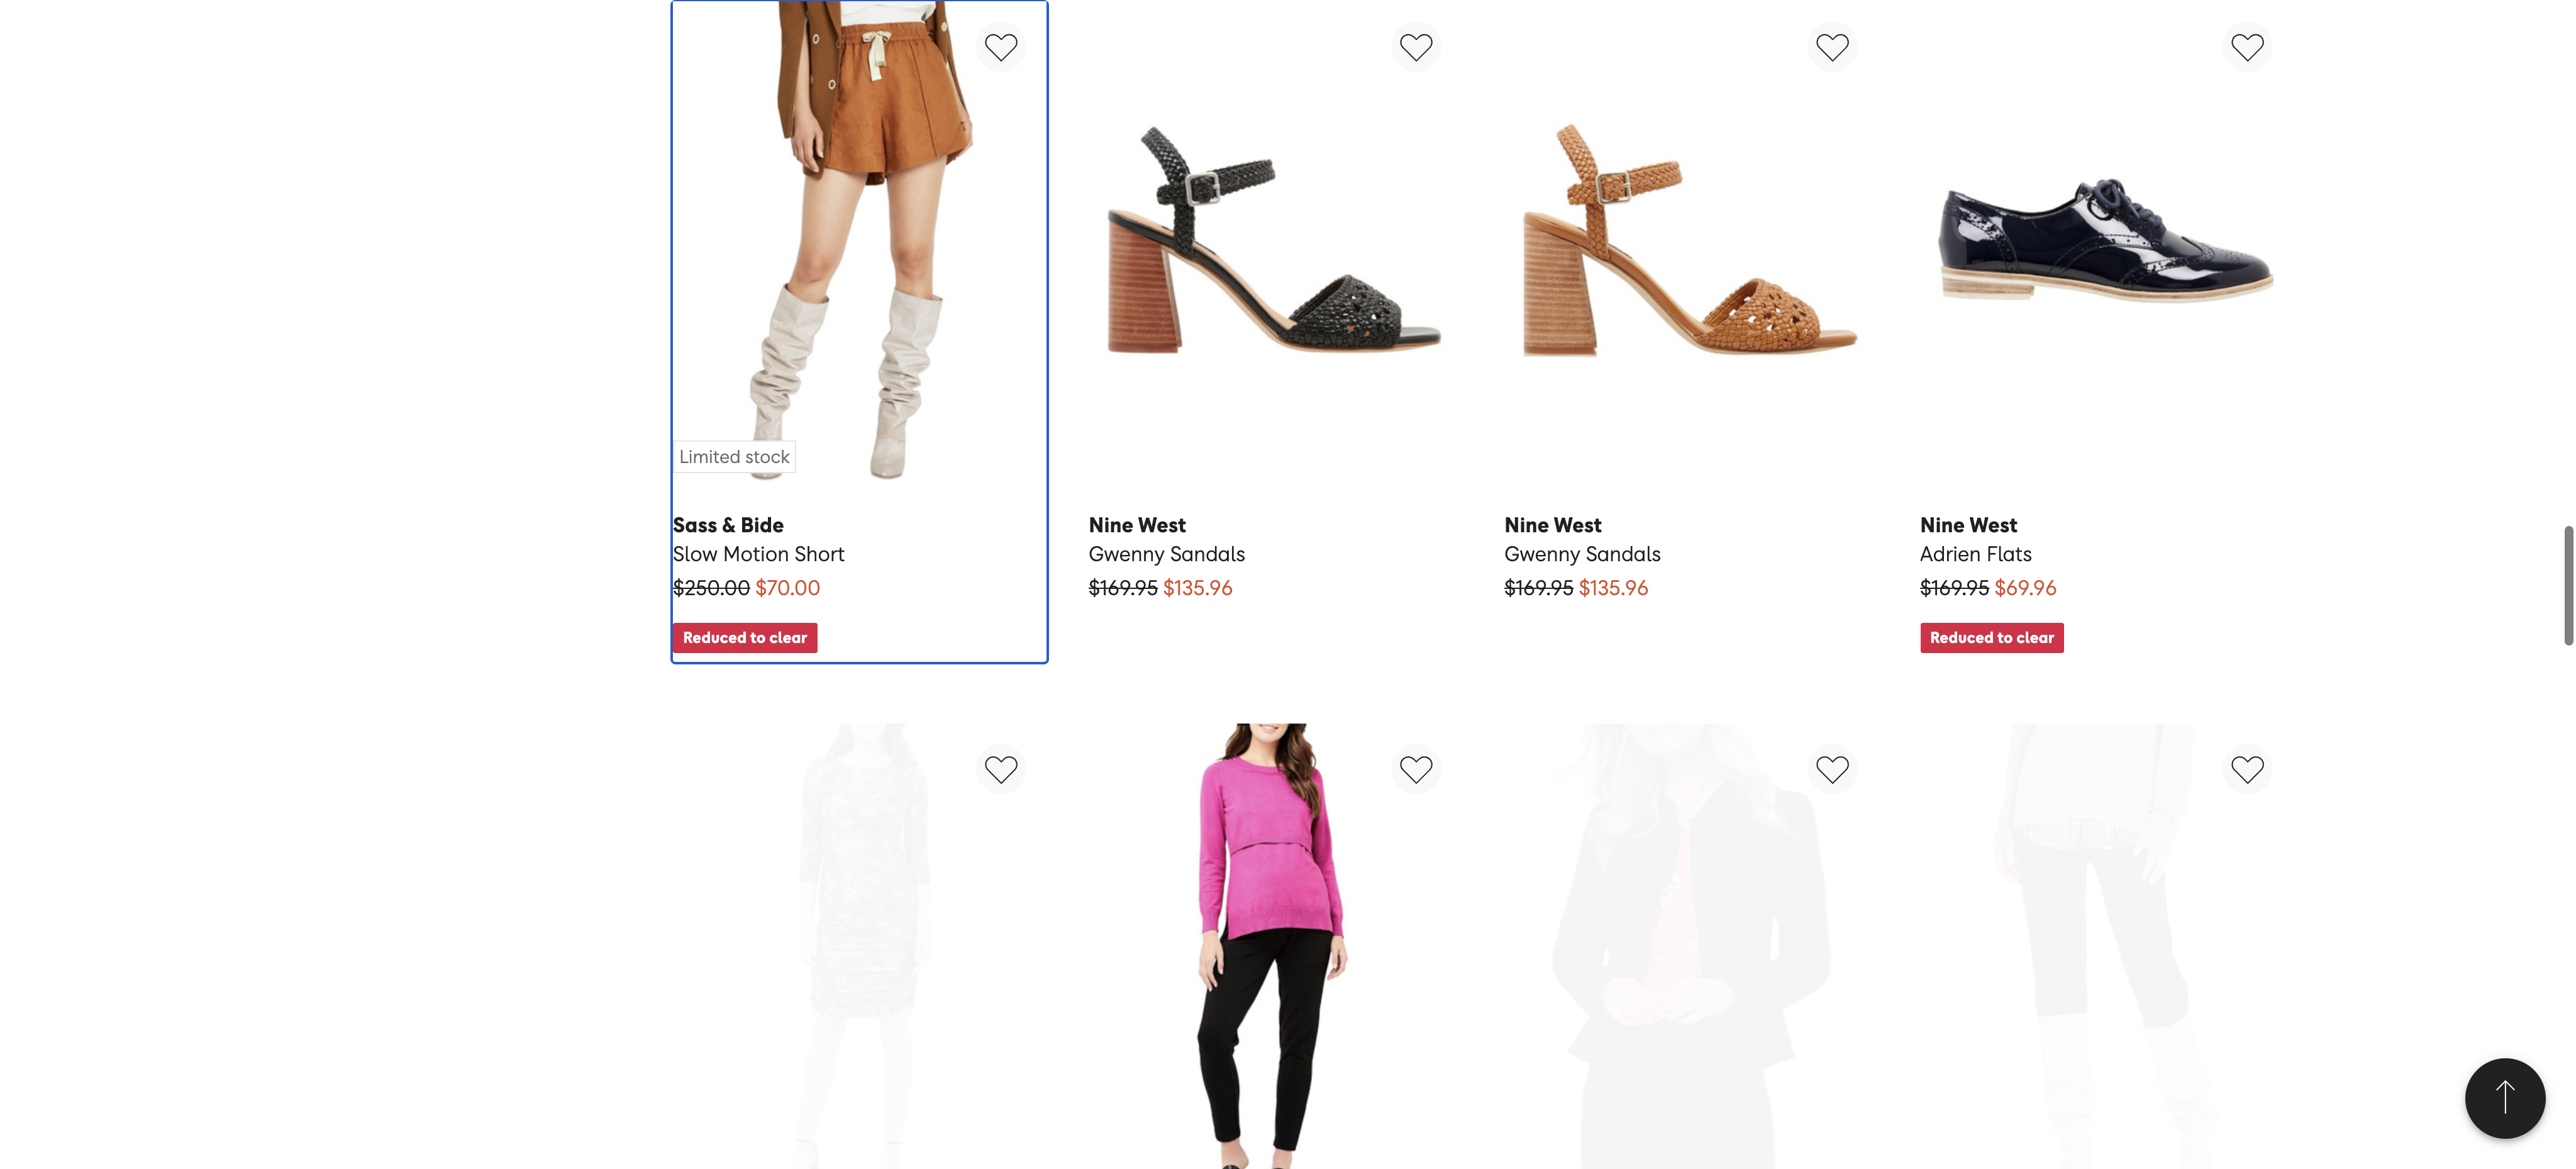 Limited stock
Sass & Bide
Slow Motion Short
$250.00 $70.00
Reduced to clear
Nine West
Gwenny Sandals
$169.95 $135.96
Nine West
Gwenny Sandals
$169.95 $135.96
Nine West
Adrien Flats
$169.95 $69.96
Reduced to clear